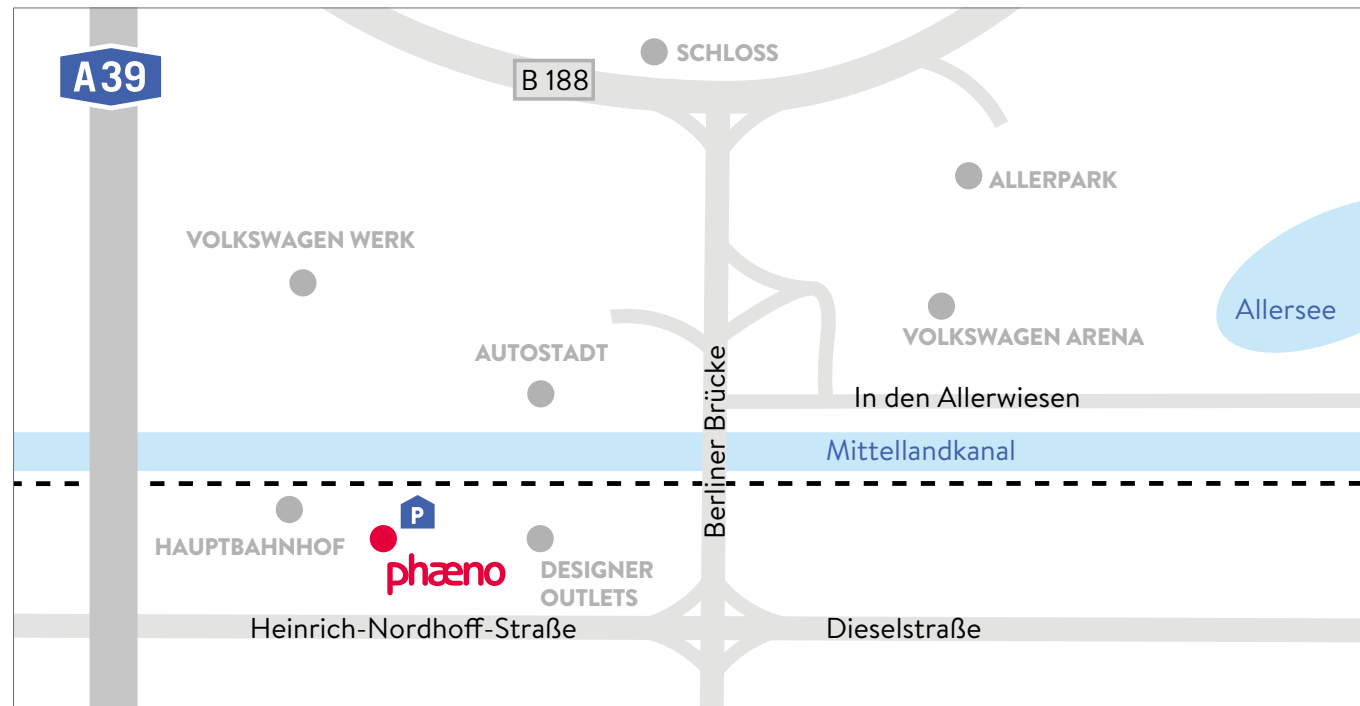 SCHLOSS
A 39
B 188
ALLERPARK
VOLKSWAGEN WERK
Allersee
VOLKSWAGEN ARENA
AUTOSTADT
Berliner Brücke
In den Allerwiesen
Mittellandkanal
P
HAUPTBAHNHOF
phæno
DESIGNER
OUTLETS
Heinrich-Nordhoff-Straße
Dieselstraße